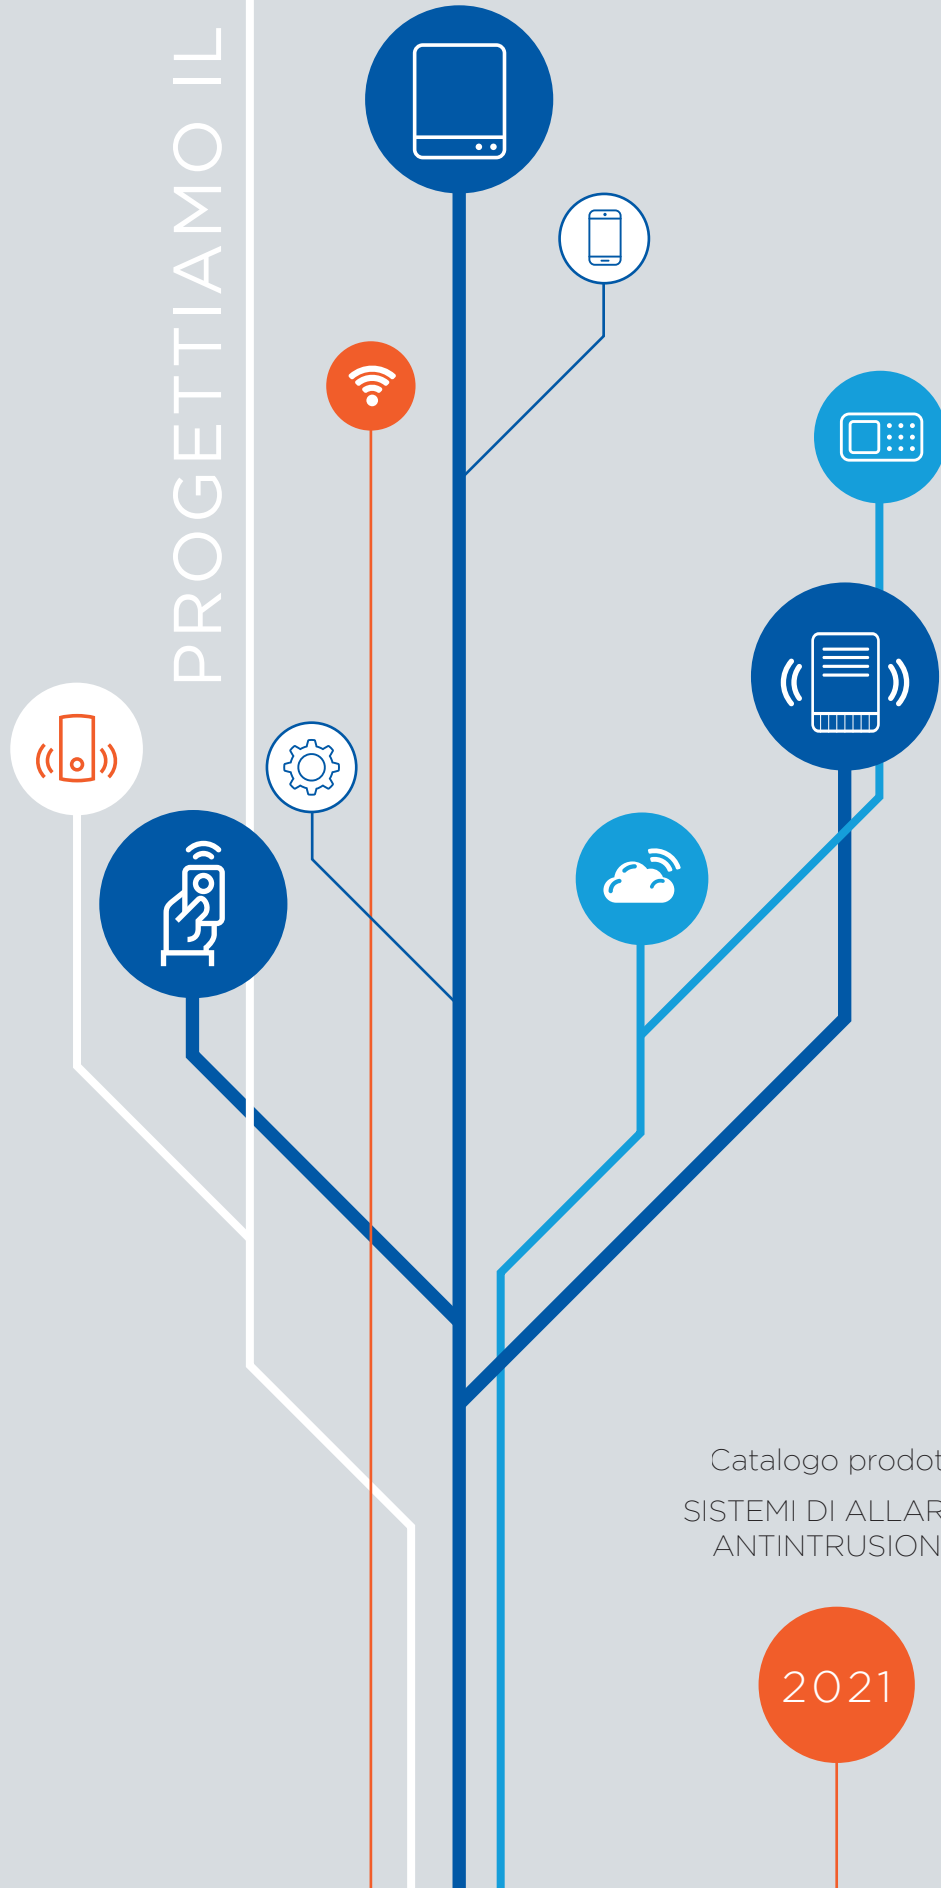 PROGETTIAMO IL
Catalogo prodot
SISTEMI DI ALLAR
ANTINTRUSION
2021